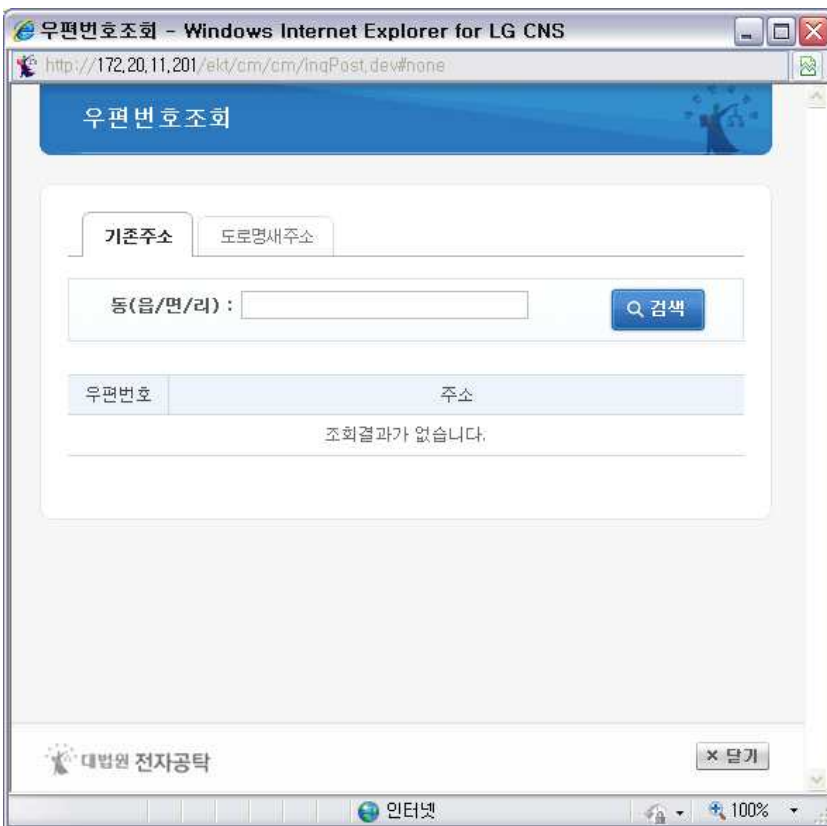 우편번호조회 - Windows Internet Explorer for LG CNS
http://172.20.11.201/ekt/cm/cm/inqPost.dev#none
우편번호조회
기존주소 도로명새주소
동(읍/면/리) :
검색
우편번호 주소
조회결과가 없습니다.
대법원 전자공탁
× 닫기
인터넷 100%